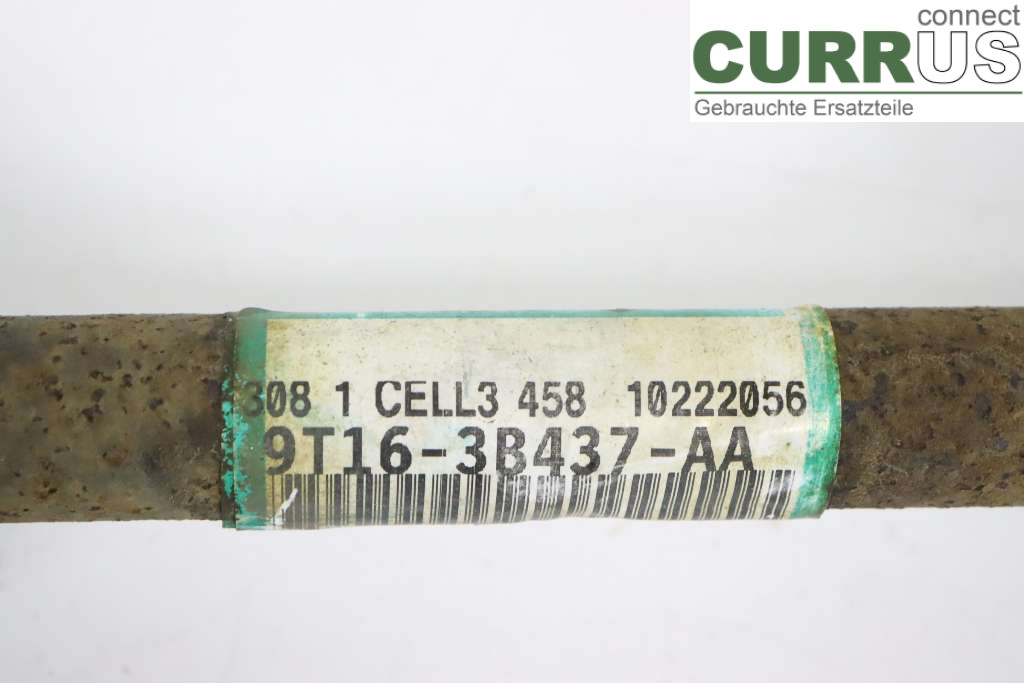 connect
CURRUS
Gebrauchte Ersatzteile
308 1 CELL3 458 10222056
9T16-3B437-AA